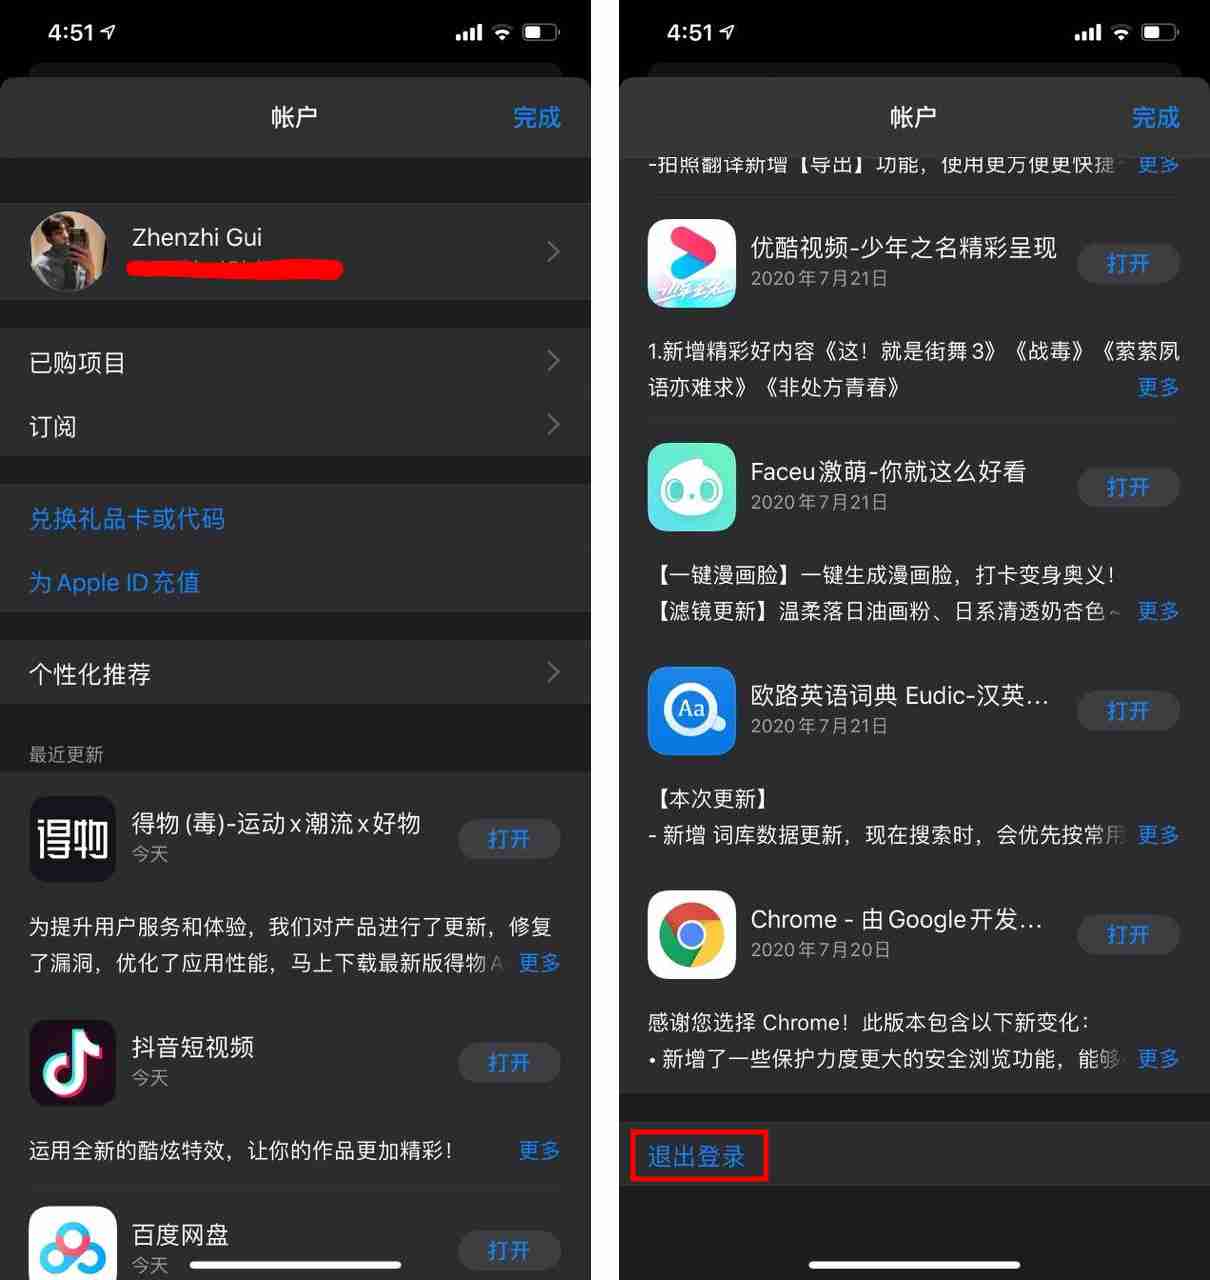 4:51
帐户
完成
Zhenzhi Gui
已购项目
订阅
兑换礼品卡或代码
为 Apple ID 充值
个性化推荐
最近更新
得物
得物 (毒)-运动 x 潮流 x 好物
今天
打开
为提升用户服务和体验，我们对产品进行了更新，修复
了漏洞，优化了应用性能，马上下载最新版得物 A
更多
抖音短视频
今天
打开
运用全新的酷炫特效，让你的作品更加精彩！
更多
百度网盘
今天
打开
4:51
帐户
完成
-拍照翻译新增【导出】功能，使用更方便更快捷
更多
优酷视频-少年之名精彩呈现
2020年7月21日
打开
少年之名
1.新增精彩好内容《这！就是街舞3》《战毒》《萦萦夙
语亦难求》《非处方青春》
更多
Faceu激萌-你就这么好看
2020年7月21日
打开
【一键漫画脸】一键生成漫画脸，打卡变身奥义！
【滤镜更新】温柔落日油画粉、日系清透奶杏色~
更多
Aa
欧路英语词典 Eudic-汉英...
2020年7月21日
打开
【本次更新】
- 新增 词库数据更新，现在搜索时，会优先按常用
更多
Chrome - 由Google开发...
2020年7月20日
打开
感谢您选择 Chrome！此版本包含以下新变化：
• 新增了一些保护力度更大的安全浏览功能，能够
更多
退出登录